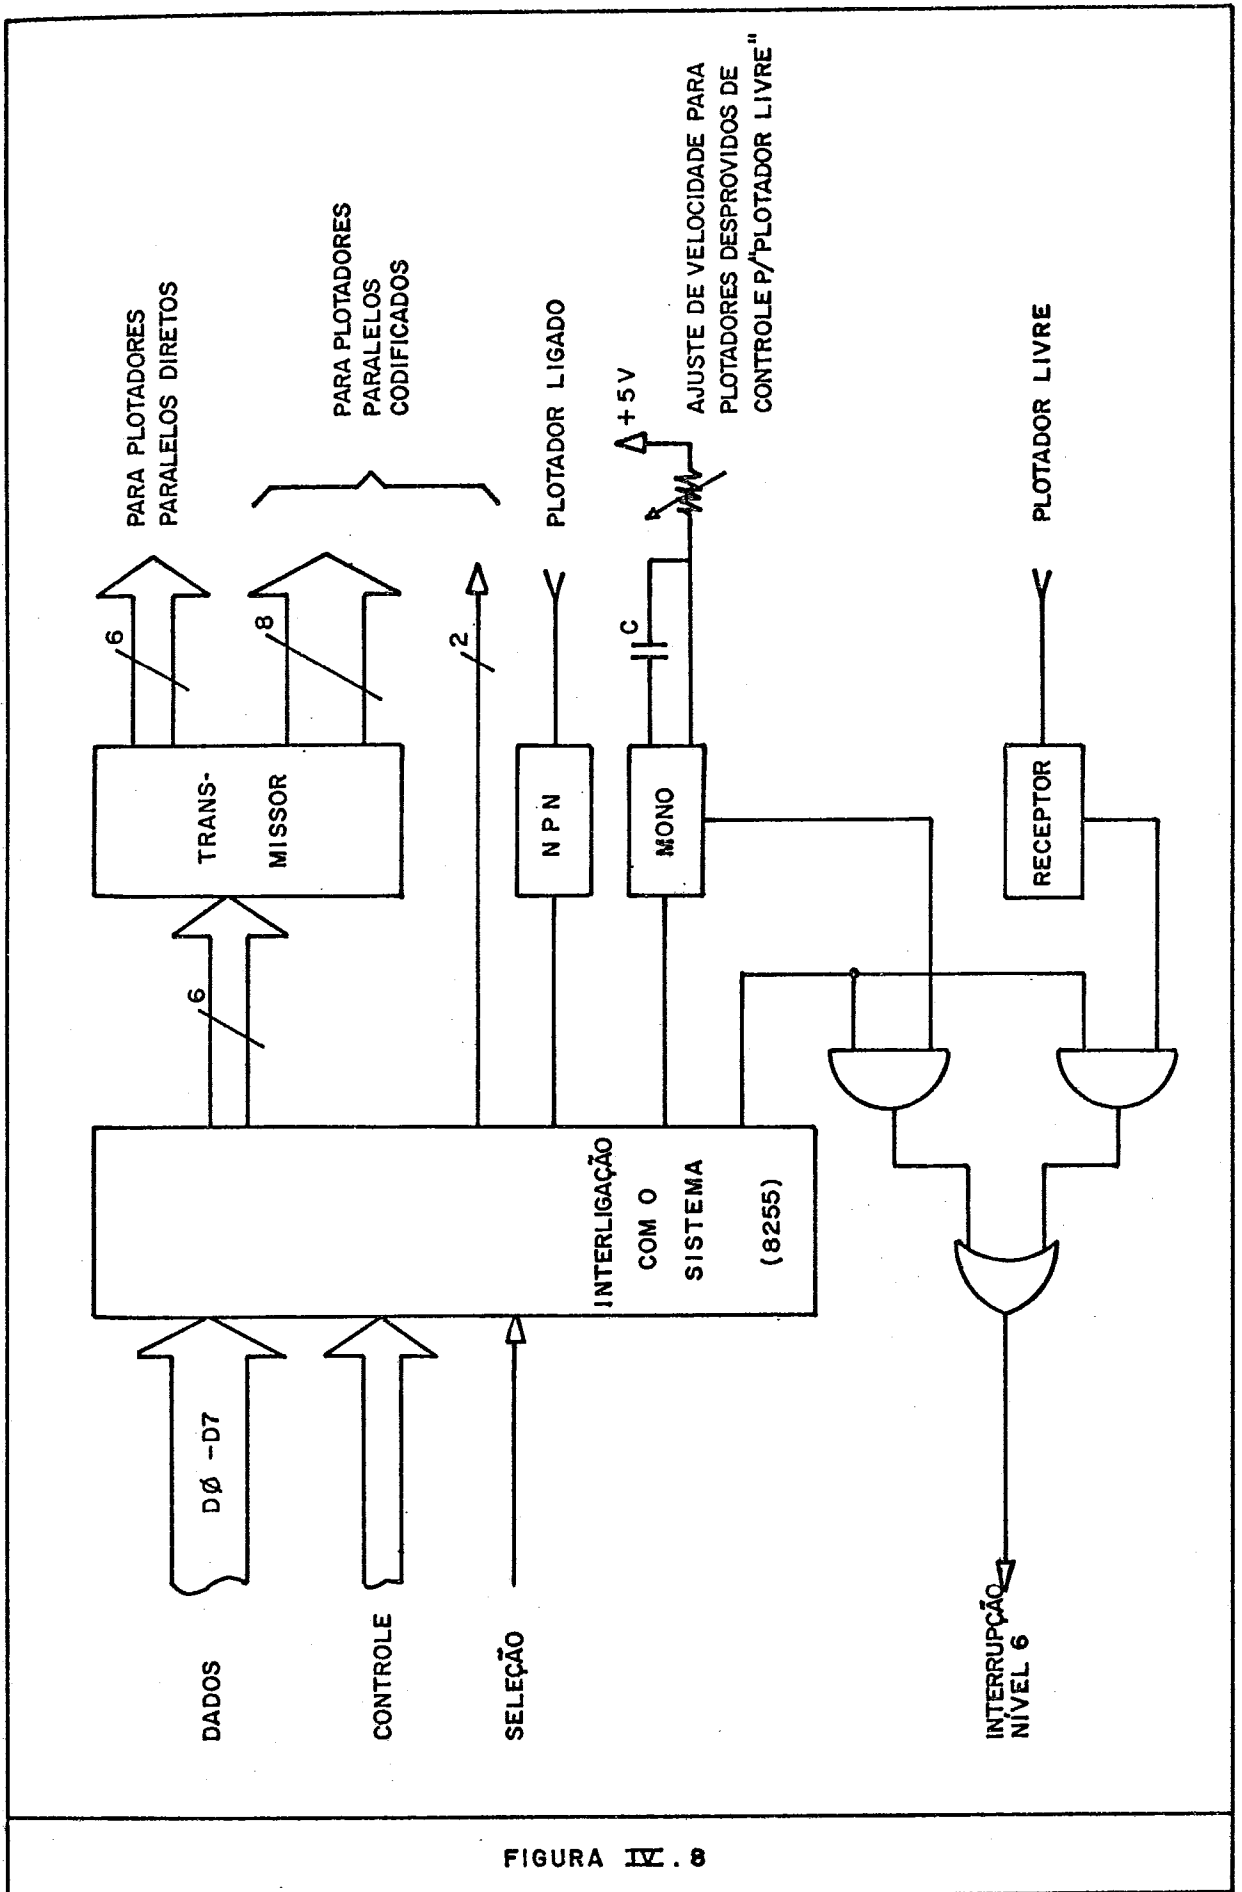 DADOS
DØ -D7
CONTROLE
SELEÇÃO
INTERLIGAÇÃO
COM O
SISTEMA
(8255)
6
TRANS-
MISSOR
6
8
2
PARA PLOTADORES
PARALELOS DIRETOS
PARA PLOTADORES
PARALELOS
CODIFICADOS
NPN
PLOTADOR LIGADO
MONO
C
+5V
AJUSTE DE VELOCIDADE PARA
PLOTADORES DESPROVIDOS DE
CONTROLE P/"PLOTADOR LIVRE"
RECEPTOR
PLOTADOR LIVRE
INTERRUPÇÃO
NÍVEL 6
FIGURA IV.8